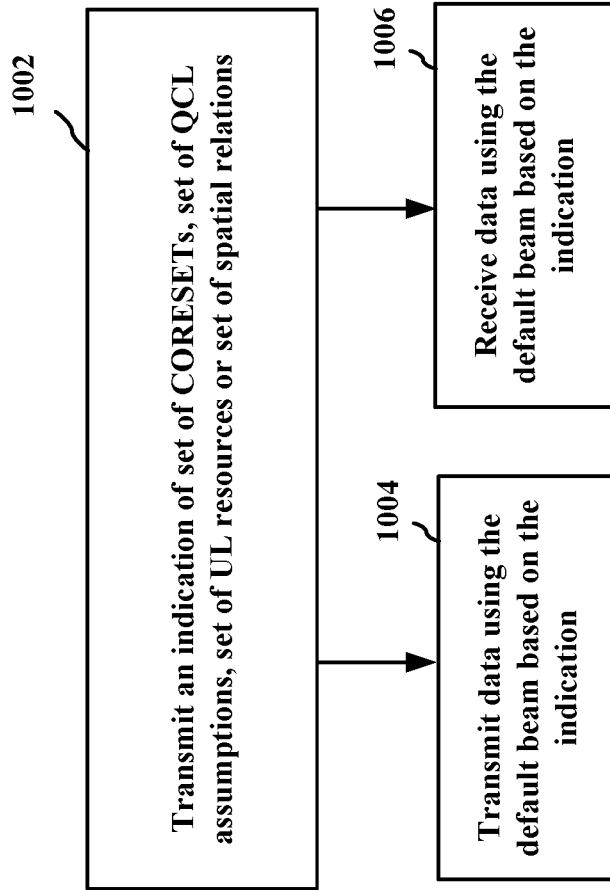 1002
Transmit an indication of set of CORESETs, set of QCL
assumptions, set of UL resources or set of spatial relations
1004
Transmit data using the
default beam based on the
indication
1006
Receive data using the
default beam based on the
indication